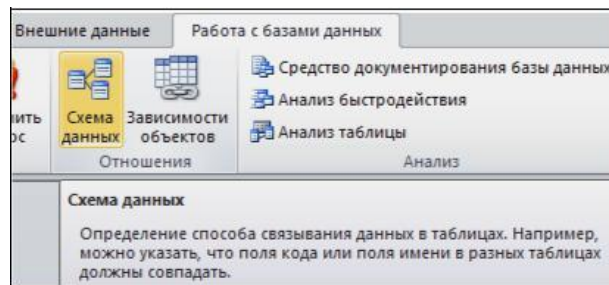 Внешние данные
Работа с базами данных
Схема данных
Зависимости объектов
Отношения
Средство документирования базы данных
Анализ быстродействия
Анализ таблицы
Анализ
Схема данных
Определение способа связывания данных в таблицах. Например,
можно указать, что поля кода или поля имени в разных таблицах
должны совпадать.